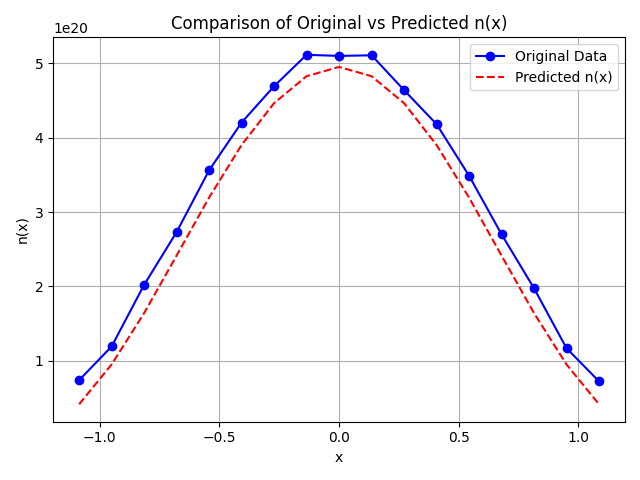 Comparison of Original vs Predicted n(x)
1e20
Original Data
Predicted n(x)
5
4
3
2
1
n(x)
−1.0
−0.5
0.0
0.5
1.0
x